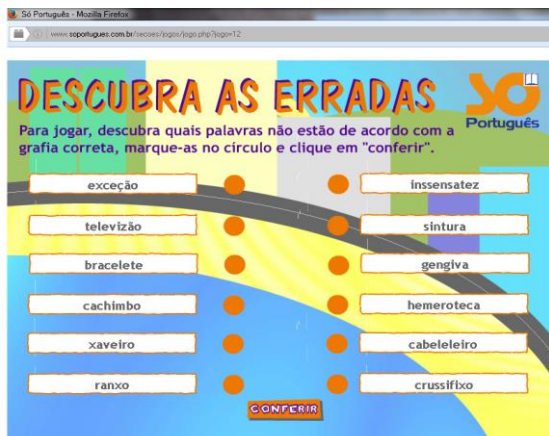 Só Português - Mozilla Firefox
www.soportugues.com.br/secoes/jogos/jogo.php?jogo=12
DESCUBRA AS ERRADAS
SÓ
Português
Para jogar, descubra quais palavras não estão de acordo com a
grafia correta, marque-as no círculo e clique em "conferir".
exceção
inssensatez
televizão
sintura
bracelete
gengiva
cachimbo
hemeroteca
xaveiro
cabeleleiro
ranxo
crussifixo
CONFERIR